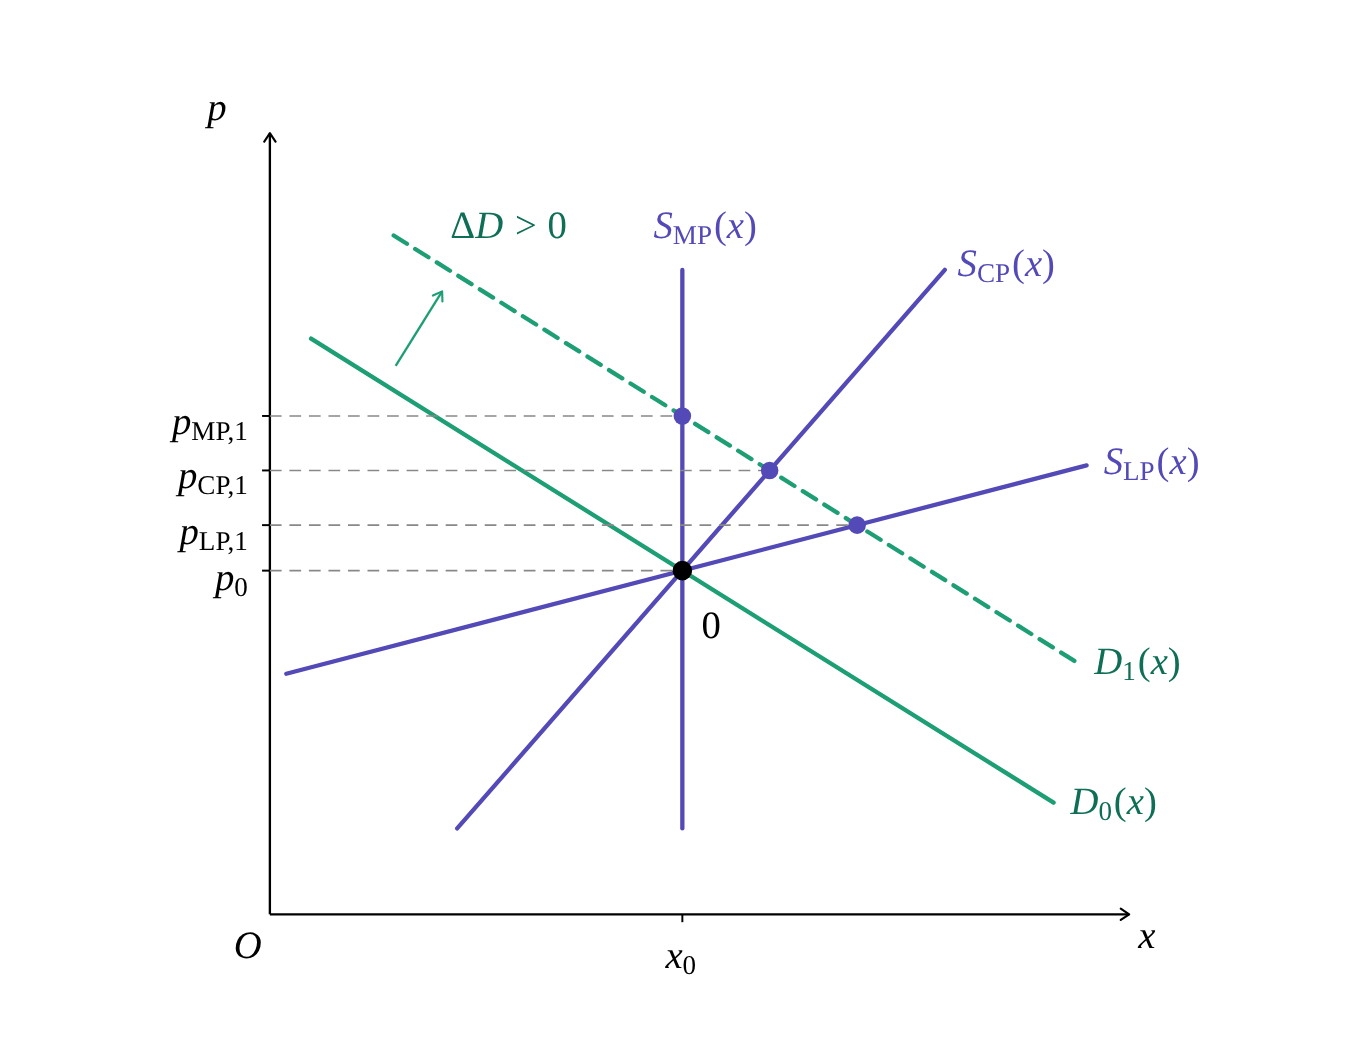 p
ΔD > 0
S_MP(x)
S_CP(x)
p_MP,1
p_CP,1
S_LP(x)
p_LP,1
p_0
0
D_1(x)
D_0(x)
O
x_0
x